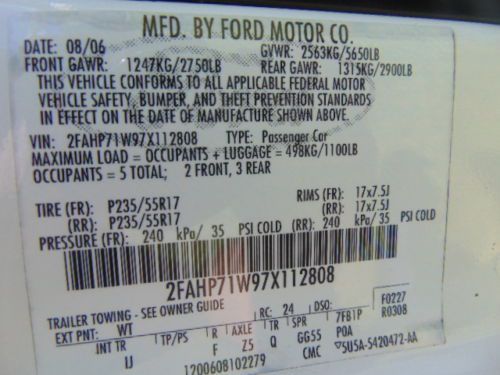 MFD. BY FORD MOTOR CO.
DATE: 08/06 GVWR: 2563KG/5650LB
FRONT GAWR: 1247KG/2750LB REAR GAWR: 1315KG/2900LB
THIS VEHICLE CONFORMS TO ALL APPLICABLE FEDERAL MOTOR
VEHICLE SAFETY, BUMPER, AND THEFT PREVENTION STANDARDS
IN EFFECT ON THE DATE OF MANUFACTURE SHOWN ABOVE.
VIN: 2FAHP71W97X112808 TYPE: Passenger Car
MAXIMUM LOAD = OCCUPANTS + LUGGAGE = 498KG/1100LB
OCCUPANTS = 5 TOTAL; 2 FRONT, 3 REAR
TIRE (FR): P235/55R17 RIMS (FR): 17x7.5J
(RR): P235/55R17 (RR): 17x7.5J
PRESSURE (FR): 240 kPa/ 35 PSI COLD (RR): 240 kPa/ 35 PSI COLD
2FAHP71W97X112808
TRAILER TOWING - SEE OWNER GUIDE RC: 24 DSO: F0227
EXT PNT: WT 7FB1P R0308
INT TR TP/PS R AXLE TR SPR POA
IJ F Z5 Q GG55 CMC 5U5A-5420472-AA
1200608102279